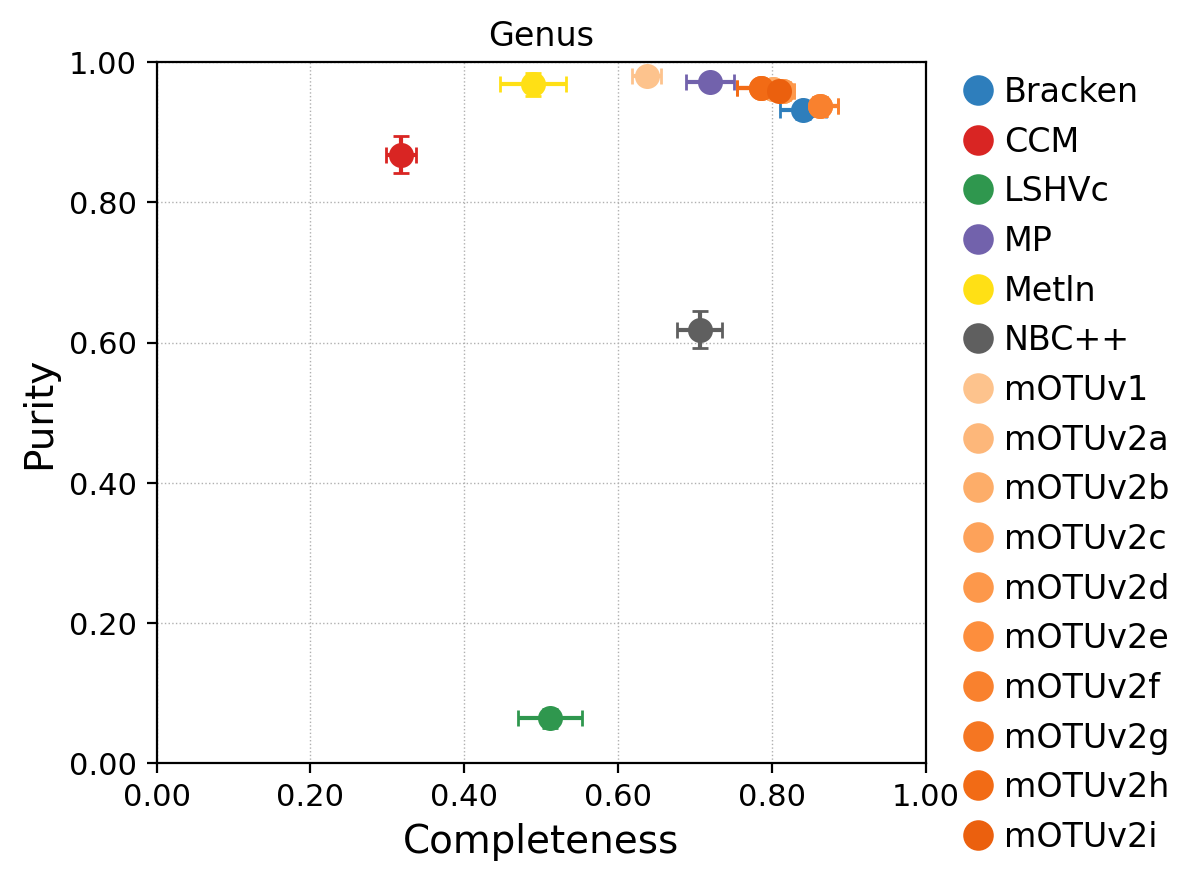 Genus
1.00
0.80
0.60
0.40
0.20
0.00
Purity
0.00 0.20 0.40 0.60 0.80 1.00
Completeness
Bracken
CCM
LSHVc
MP
Metln
NBC++
mOTUv1
mOTUv2a
mOTUv2b
mOTUv2c
mOTUv2d
mOTUv2e
mOTUv2f
mOTUv2g
mOTUv2h
mOTUv2i